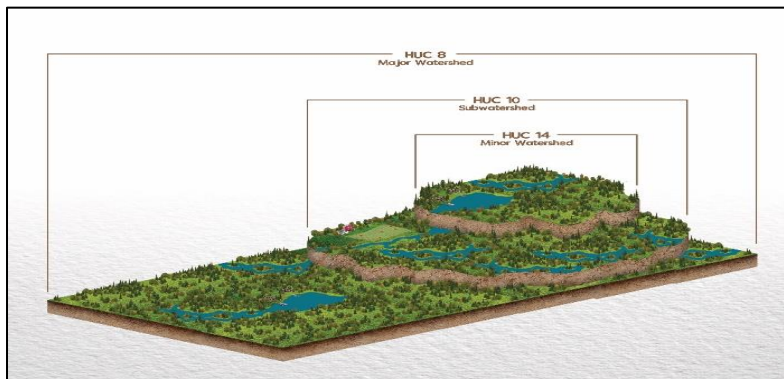 HUC 8
Major Watershed
HUC 10
Subwatershed
HUC 14
Minor Watershed